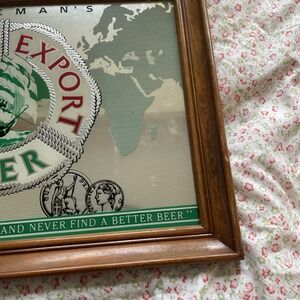 MAN'S
EXPORT
ER
AND NEVER FIND A BETTER BEER."